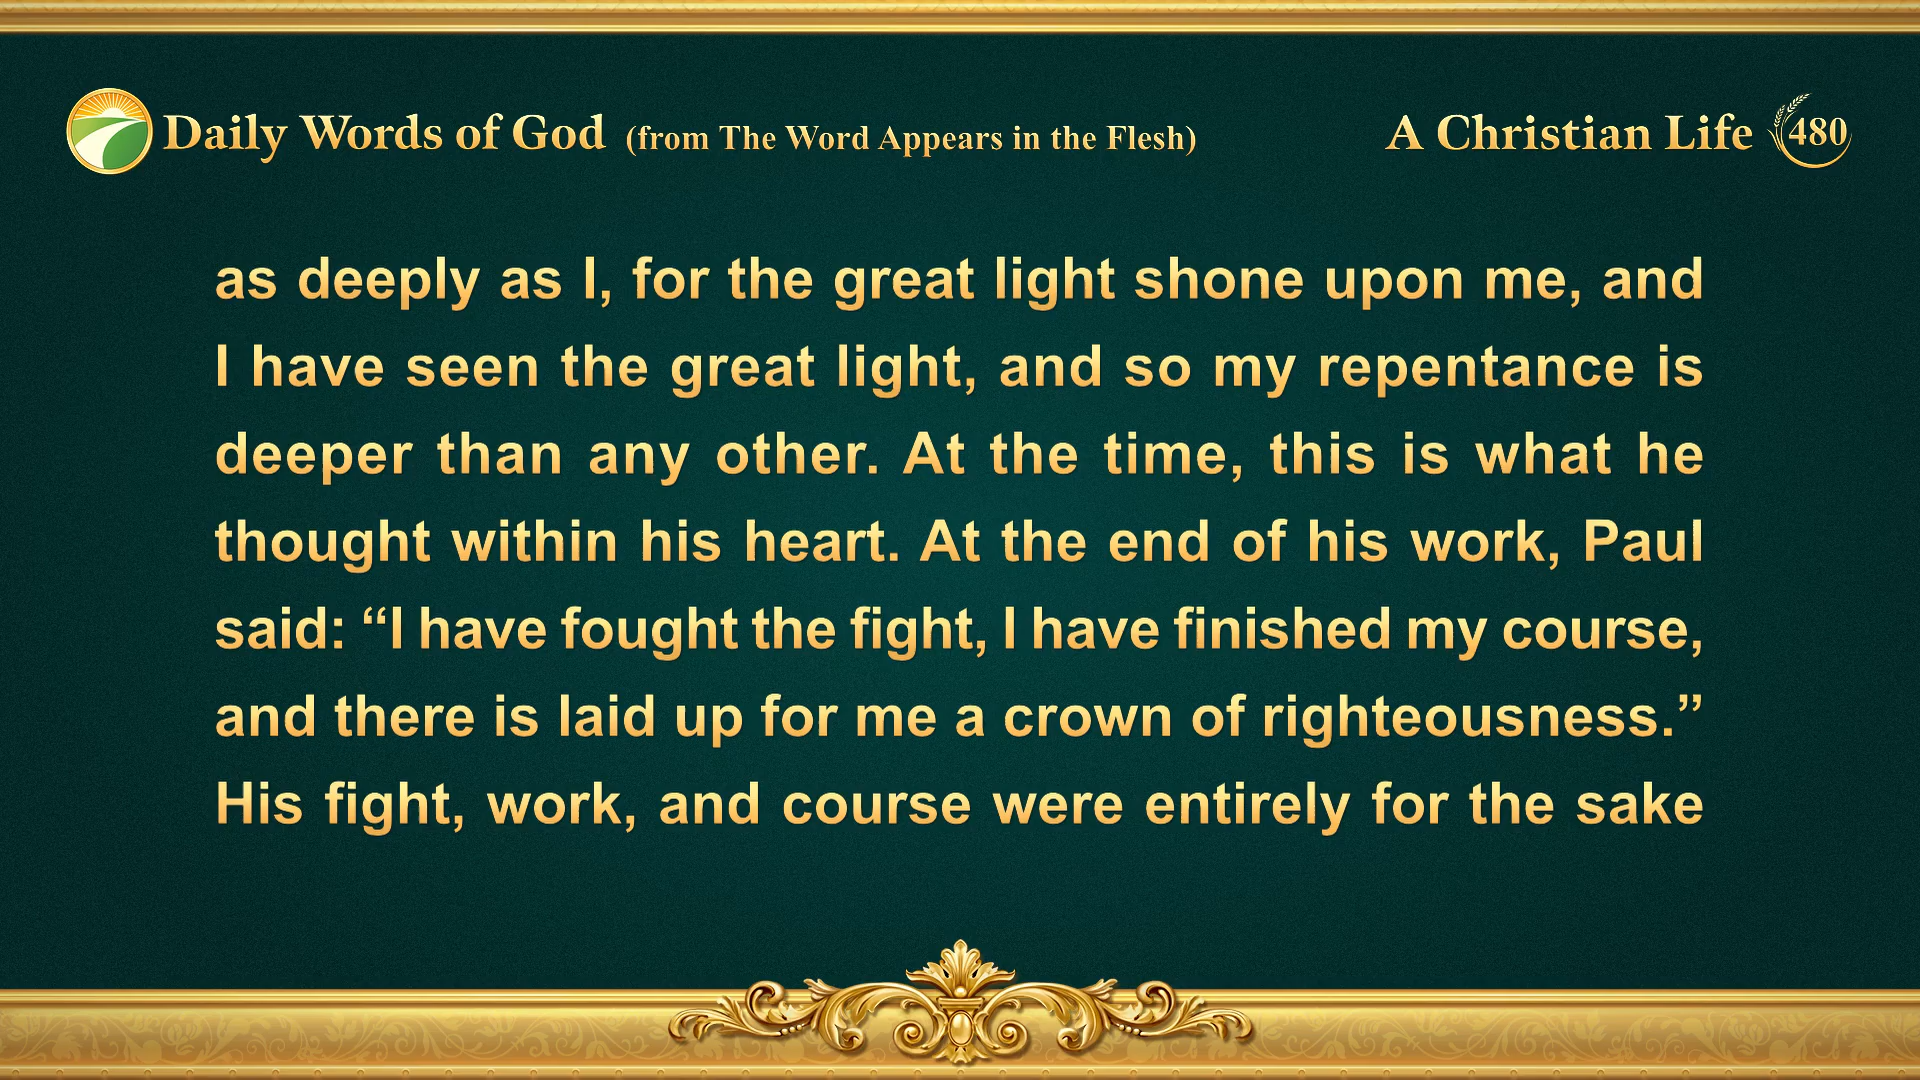 Daily Words of God (from The Word Appears in the Flesh) A Christian Life 480
as deeply as I, for the great light shone upon me, and
I have seen the great light, and so my repentance is
deeper than any other. At the time, this is what he
thought within his heart. At the end of his work, Paul
said: “I have fought the fight, I have finished my course,
and there is laid up for me a crown of righteousness.”
His fight, work, and course were entirely for the sake